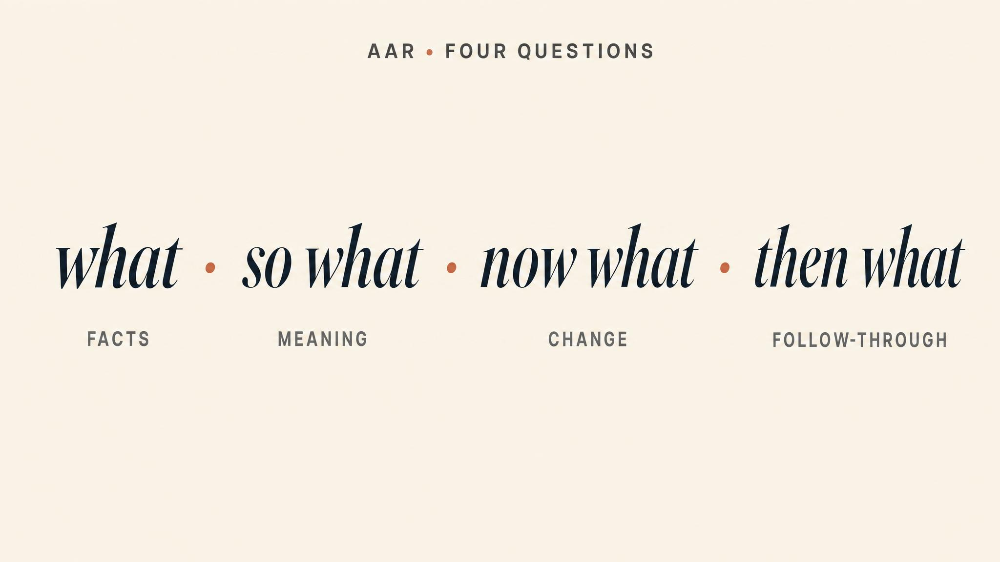 AAR • FOUR QUESTIONS
what • so what • now what • then what
FACTS MEANING CHANGE FOLLOW-THROUGH